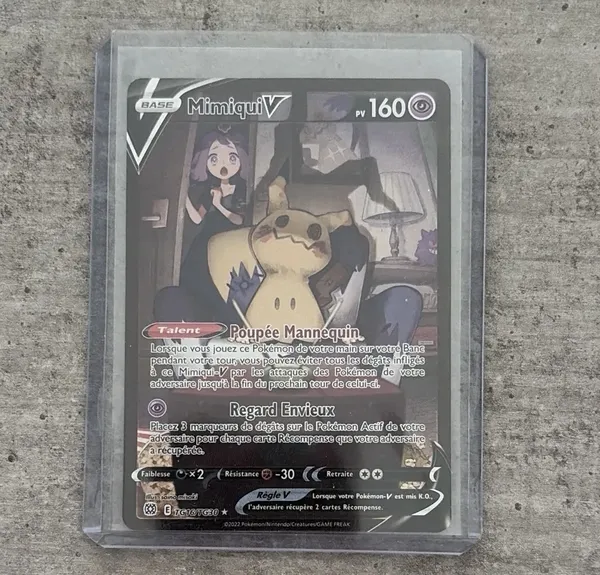 BASE MimiquiV PV 160
Talent Poupée Mannequin
Lorsque vous jouez ce Pokémon de votre main sur votre Banc
pendant votre tour, vous pouvez éviter tous les dégâts infligés
à ce Mimiqui-V par les attaques des Pokémon de votre
adversaire jusqu'à la fin du prochain tour de celui-ci.
Regard Envieux
Placez 3 marqueurs de dégâts sur le Pokémon Actif de votre
adversaire pour chaque carte Récompense que votre adversaire
a récupérée.
Faiblesse ×2 Résistance -30 Retraite
Illus. saino misaki
Règle V Lorsque votre Pokémon-V est mis K.O.,
l'adversaire récupère 2 cartes Récompense.
E TG16/TG30
©2022 Pokémon/Nintendo/Creatures/GAME FREAK